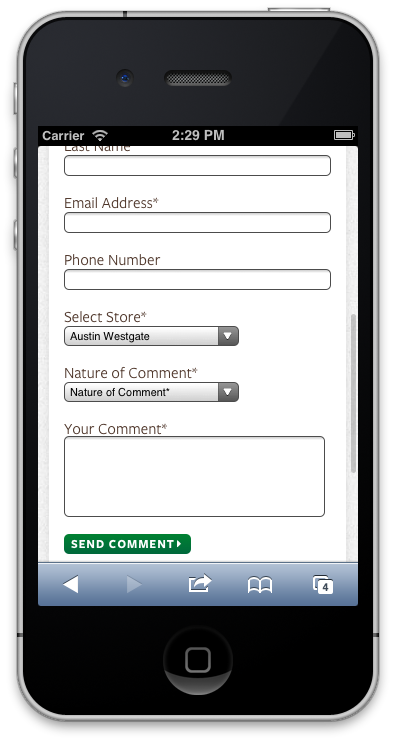 Carrier 2:29 PM
Last Name
Email Address*
Phone Number
Select Store*
Austin Westgate
Nature of Comment*
Nature of Comment*
Your Comment*
SEND COMMENT
4